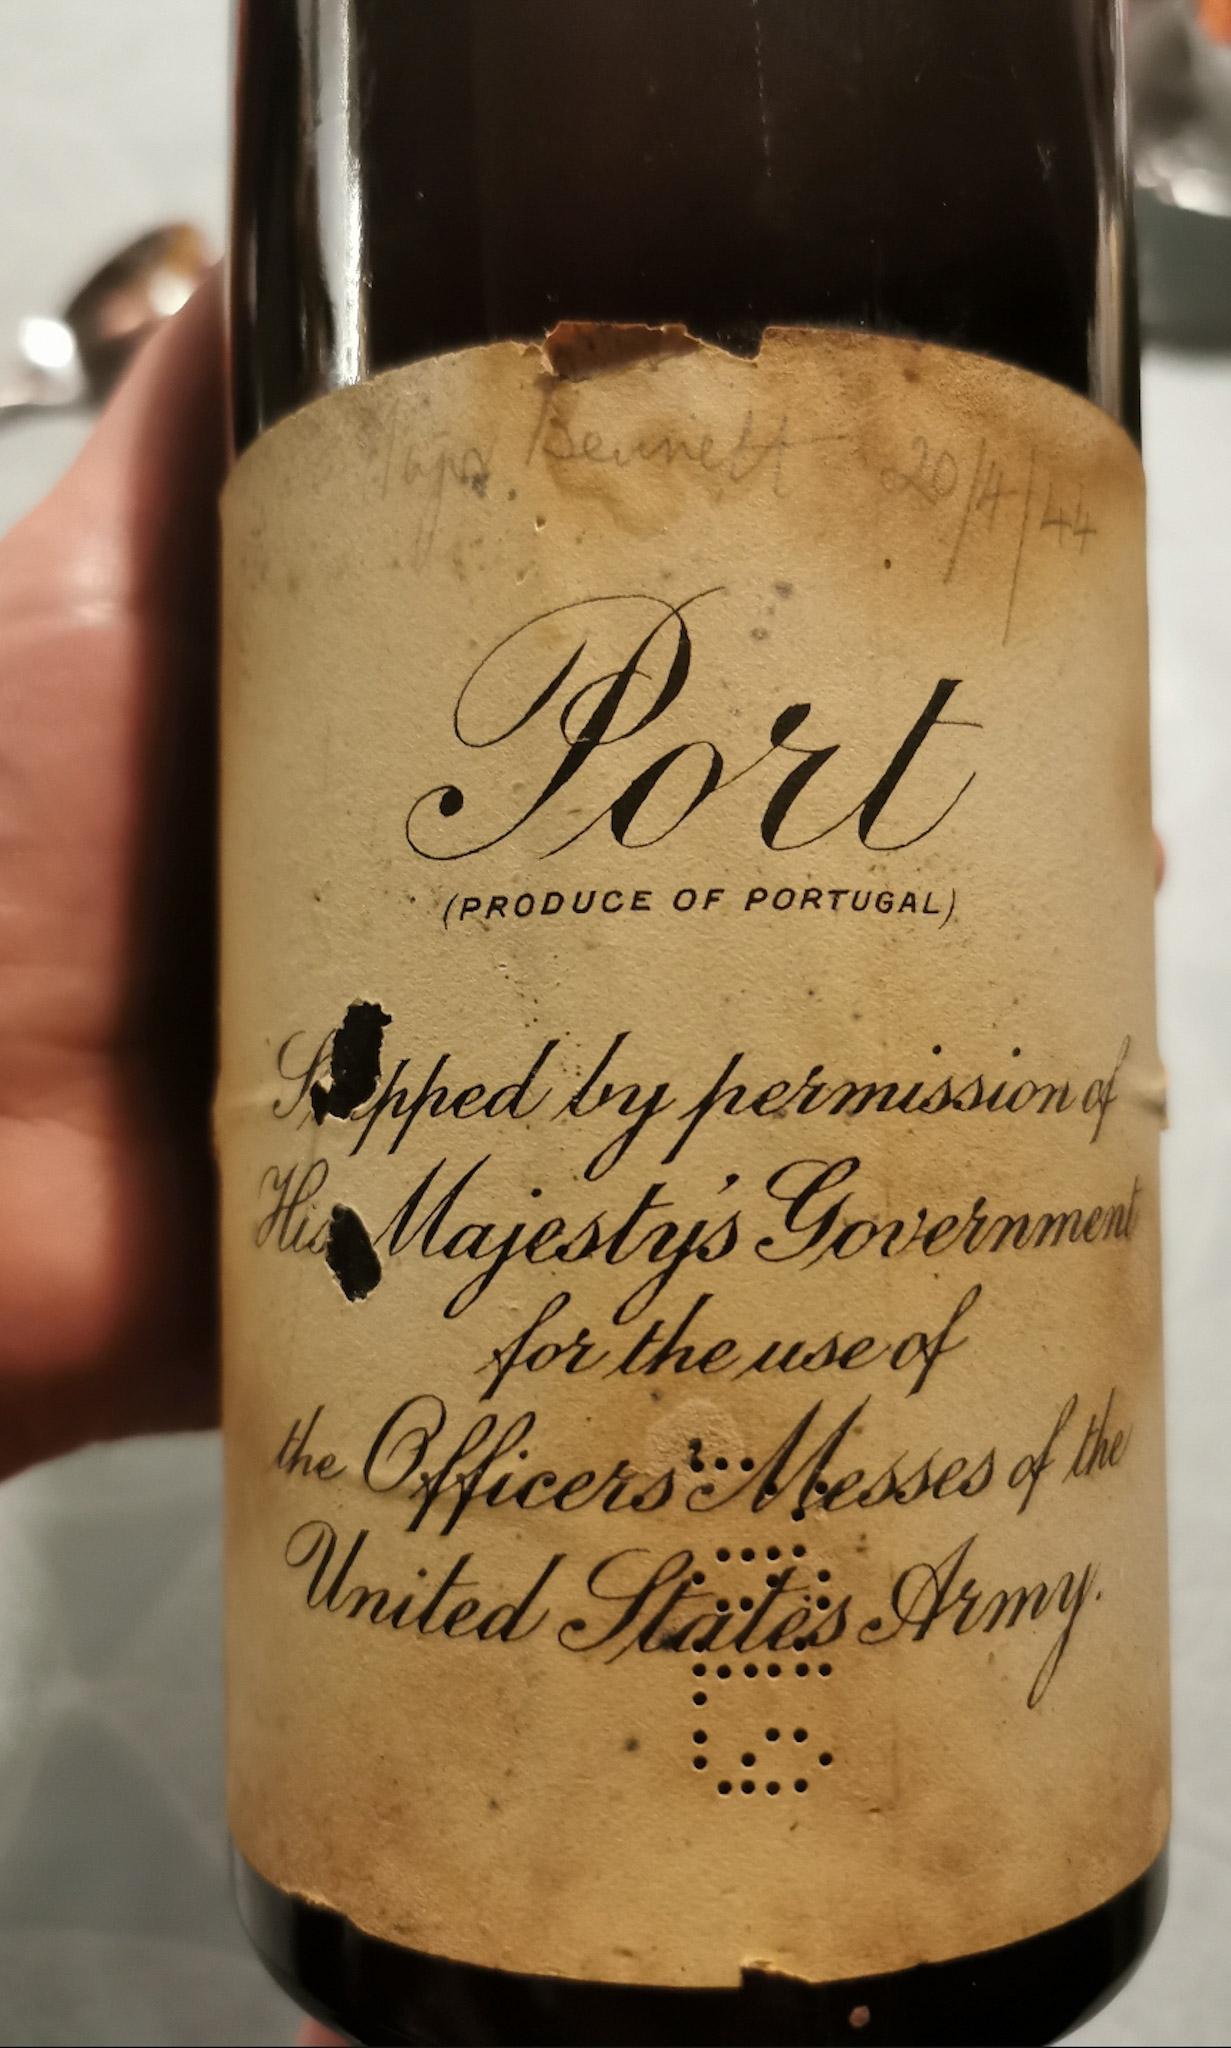 Bennett 20/4/44
Port
(PRODUCE OF PORTUGAL)
pped by permission of
His Majesty's Government
for the use of
the Officers' Messes of the
United States Army.